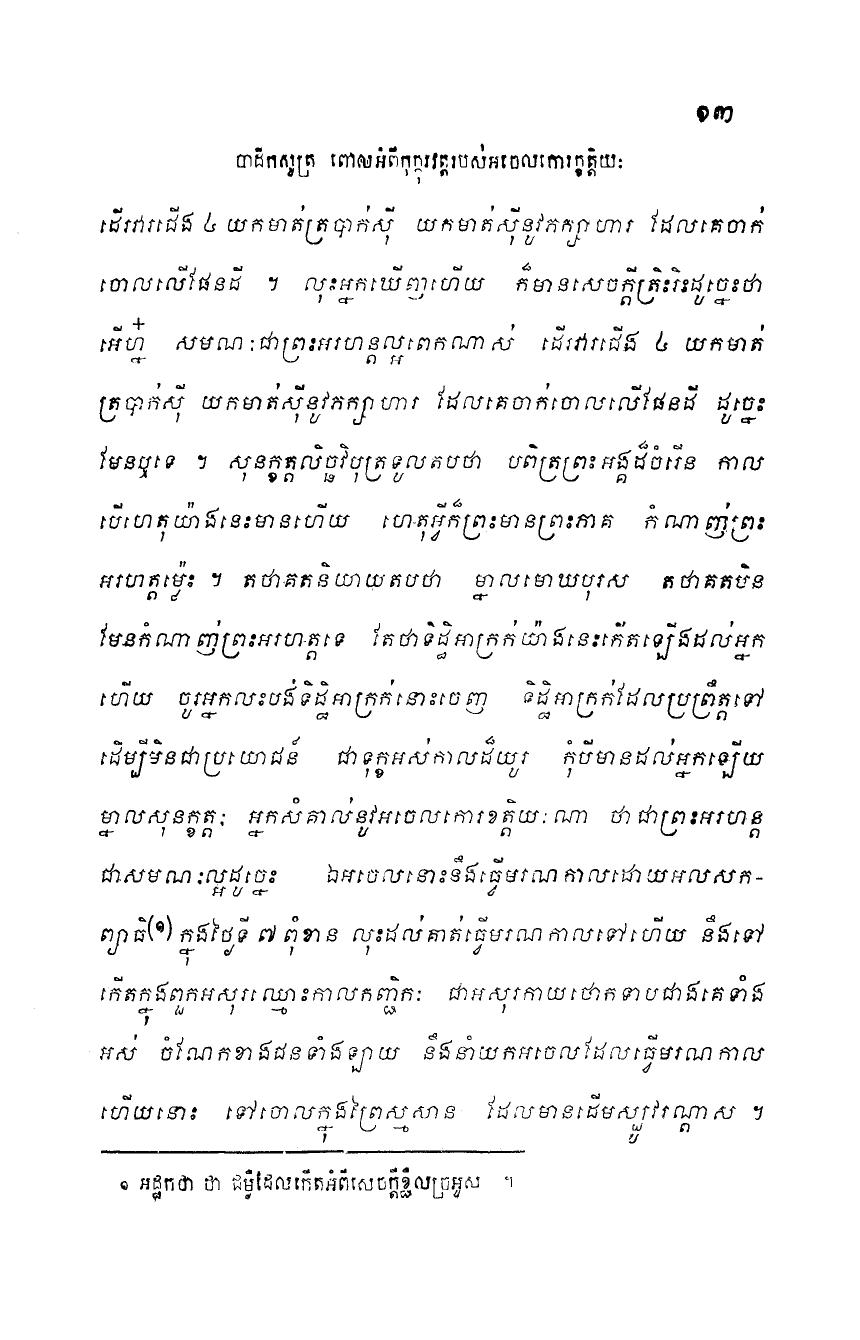 ១៣
បាដិកសូត្រ ពោលអំពីកុក្កុរវត្តរបស់អចេលកោរក្ខត្តិយៈ
ដើរវារជើង ៤ យកមាត់ត្របាក់ស៊ី យកមាត់ស៊ីនូវភក្សាហារ ដែលគេចាក់
ចោលលើផែនដី ។ លុះអ្នកឃើញហើយ ក៏មានសេចក្តីត្រិះរិះដូច្នេះថា
អើហ្ន៎ សមណៈជាព្រះអរហន្តល្អពេកណាស់ ដើរវារជើង ៤ យកមាត់
ត្របាក់ស៊ី យកមាត់ស៊ីនូវភក្សាហារ ដែលគេចាក់ចោលលើផែនដី ដូច្នេះ
មែនឬទេ ។ សុនក្ខត្តលិច្ឆវិបុត្រទូលតបថា បពិត្រព្រះអង្គដ៏ចំរើន កាល
បើហេតុយ៉ាងនេះមានហើយ ហេតុអ្វីក៏ព្រះមានព្រះភាគ កំណាញ់ព្រះ
អរហត្តម្ម៉េះ ។ តថាគតនិយាយតបថា ម្នាលមោឃបុរស តថាគតមិន
មែនកំណាញ់ព្រះអរហត្តទេ តែថាទិដ្ឋិអាក្រក់យ៉ាងនេះកើតឡើងដល់អ្នក
ហើយ ចូរអ្នកលះបង់ទិដ្ឋិអាក្រក់នោះចេញ ទិដ្ឋិអាក្រក់ដែលប្រព្រឹត្តទៅ
ដើម្បីមិនជាប្រយោជន៍ ជាទុក្ខអស់កាលដ៏យូរ កុំបីមានដល់អ្នកឡើយ
ម្នាលសុនក្ខត្តៈ អ្នកសំគាល់នូវអចេលកោរខត្តិយៈណា ថាជាព្រះអរហន្ត
ជាសមណៈល្អដូច្នេះ ឯអចេលនោះនឹងធ្វើមរណកាលដោយអលសក-
ព្យាធិ(១) ក្នុងថ្ងៃទី ៧ ពុំខាន លុះដល់គាត់ធ្វើមរណកាលទៅហើយ នឹងទៅ
កើតក្នុងពួកអសុរឈ្មោះកាលកញ្ជិកៈ ជាអសុរកាយថោកទាបជាងគេទាំង
អស់ ចំណែកខាងជនទាំងឡាយ នឹងនាំយកអចេលដែលធ្វើមរណកាល
ហើយនោះ ទៅចោលក្នុងព្រៃស្មសាន ដែលមានដើមស្បូវរណ្តាស ។
១ អដ្ឋកថា ថា ជម្ងឺដែលកើតអំពីសេចក្តីខ្ជឹលច្រអូស ។